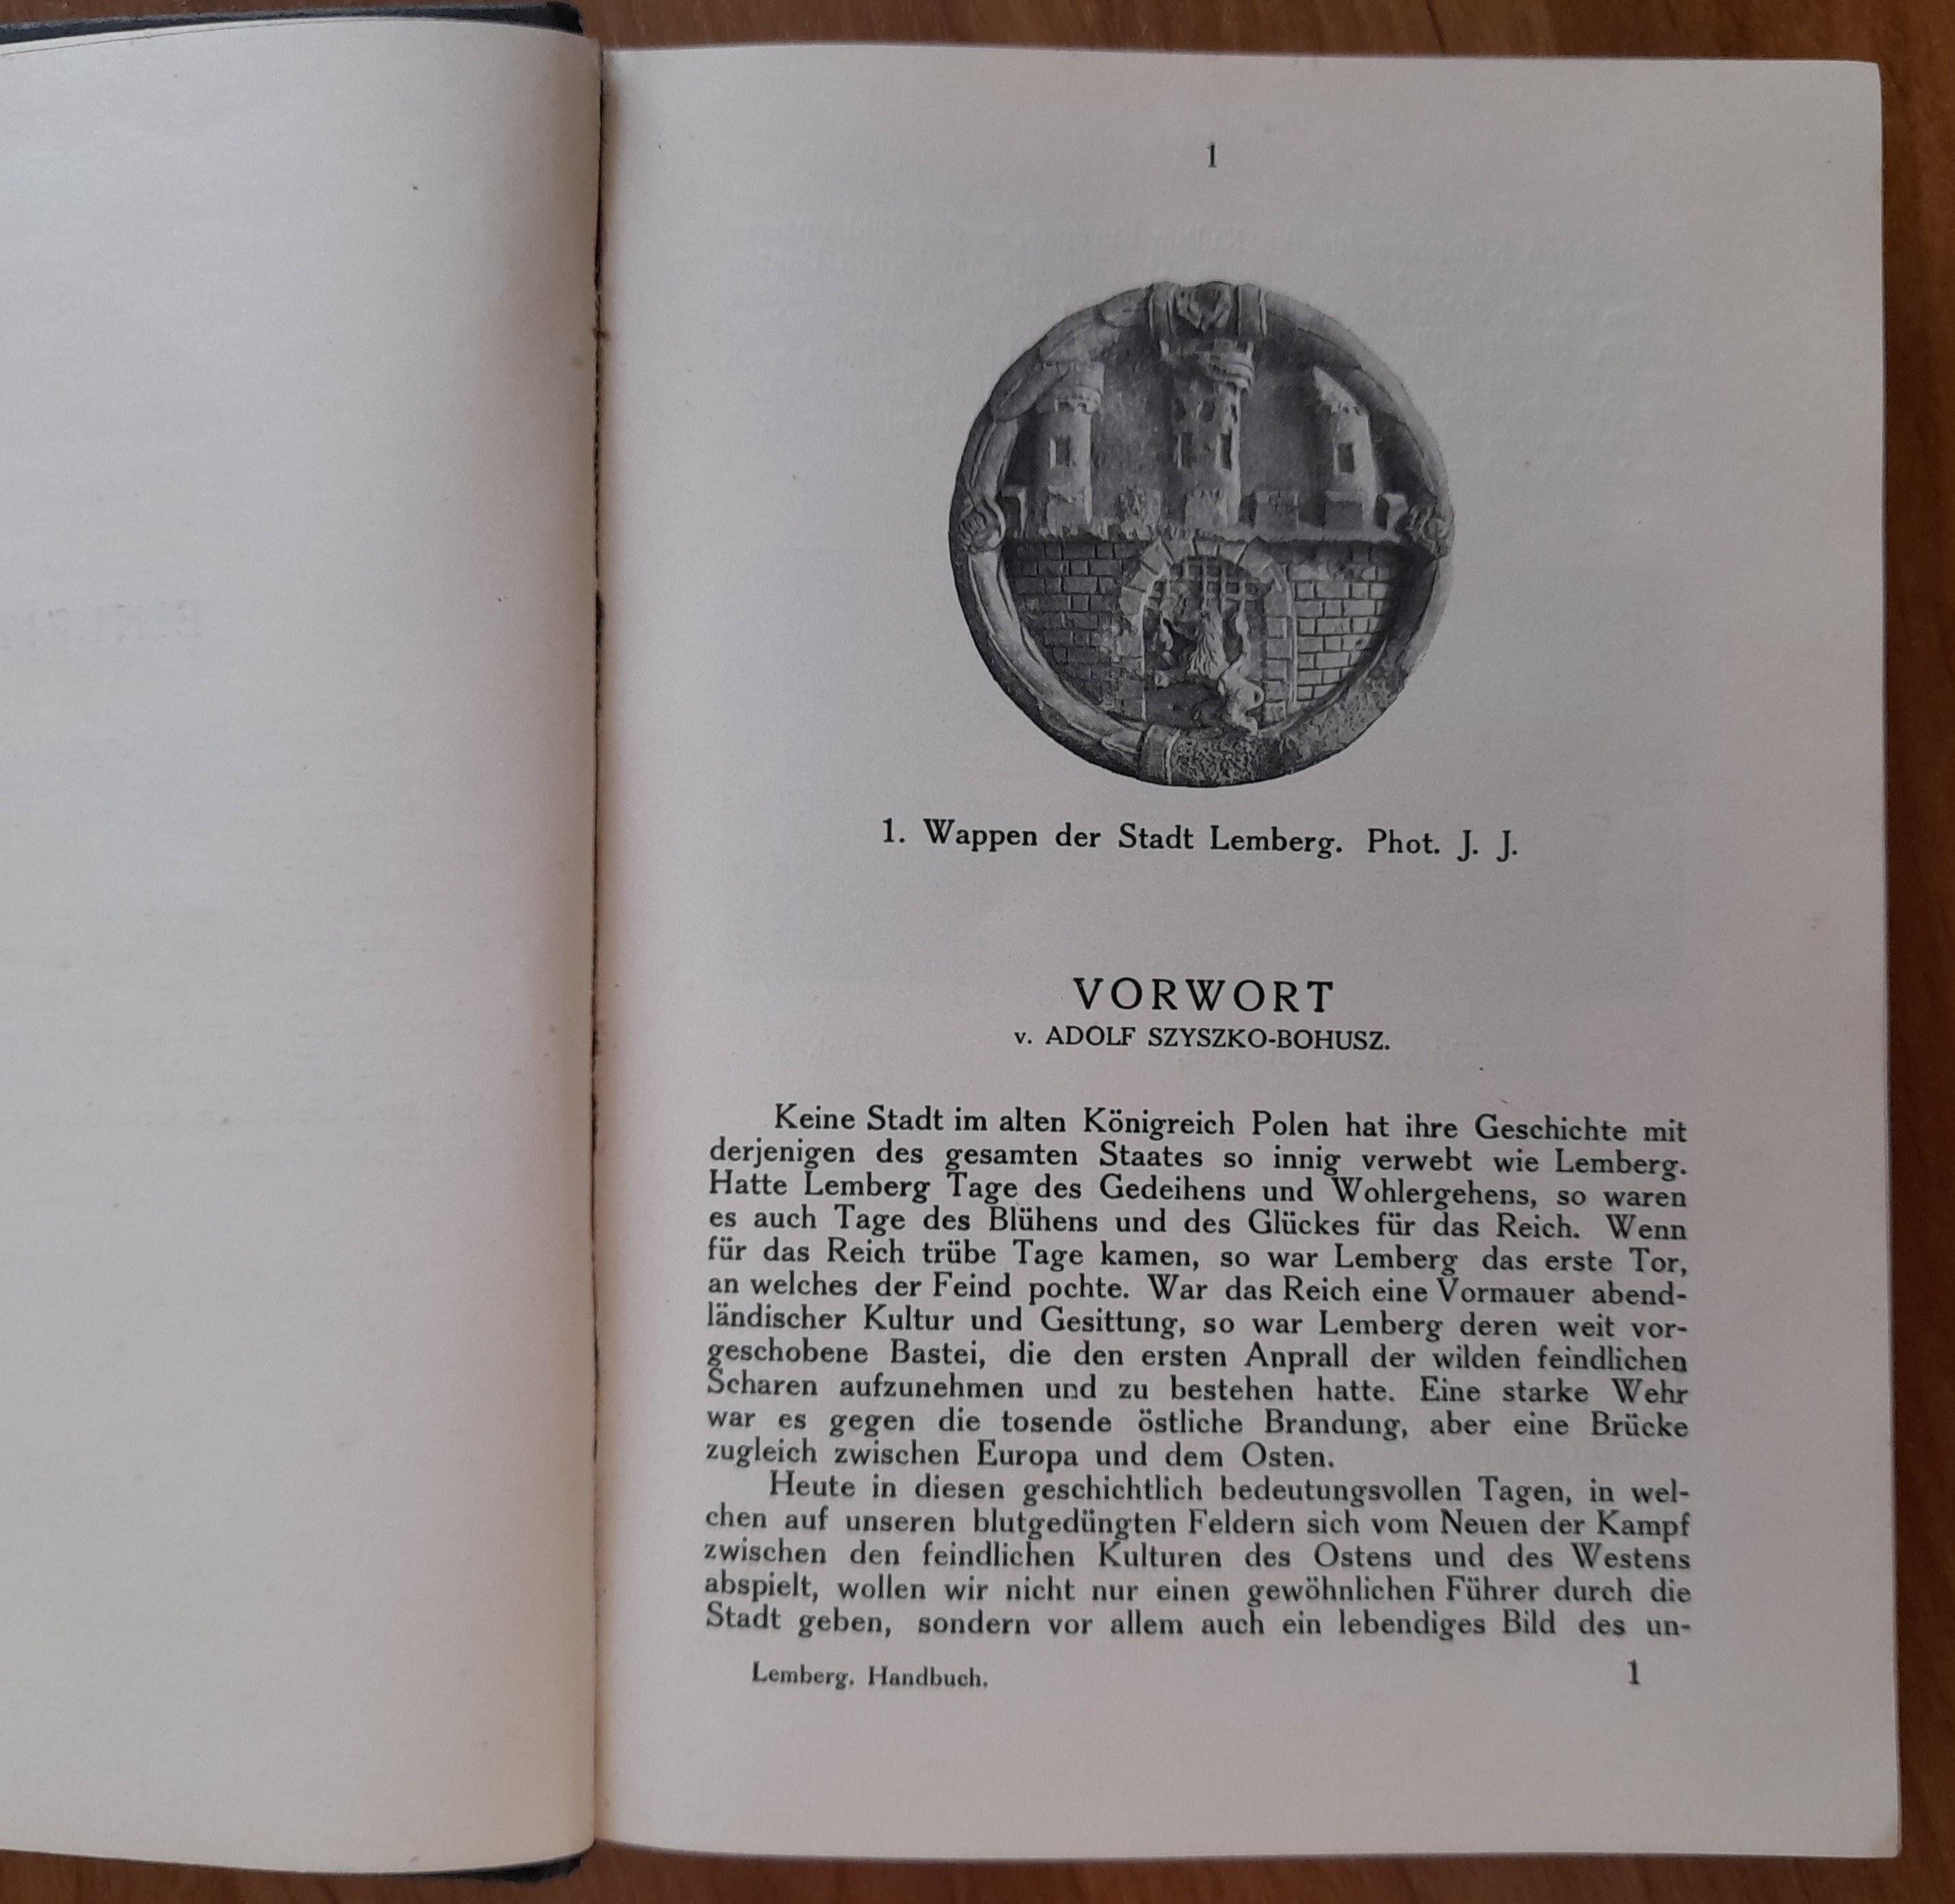 1
1. Wappen der Stadt Lemberg. Phot. J. J.
VORWORT
v. ADOLF SZYSZKO-BOHUSZ.
Keine Stadt im alten Königreich Polen hat ihre Geschichte mit
derjenigen des gesamten Staates so innig verwebt wie Lemberg.
Hatte Lemberg Tage des Gedeihens und Wohlergehens, so waren
es auch Tage des Blühens und des Glückes für das Reich. Wenn
für das Reich trübe Tage kamen, so war Lemberg das erste Tor,
an welches der Feind pochte. War das Reich eine Vormauer abend-
ländischer Kultur und Gesittung, so war Lemberg deren weit vor-
geschobene Bastei, die den ersten Anprall der wilden feindlichen
Scharen aufzunehmen und zu bestehen hatte. Eine starke Wehr
war es gegen die tosende östliche Brandung, aber eine Brücke
zugleich zwischen Europa und dem Osten.
Heute in diesen geschichtlich bedeutungsvollen Tagen, in wel-
chen auf unseren blutgedüngten Feldern sich vom Neuen der Kampf
zwischen den feindlichen Kulturen des Ostens und des Westens
abspielt, wollen wir nicht nur einen gewöhnlichen Führer durch die
Stadt geben, sondern vor allem auch ein lebendiges Bild des un-
Lemberg. Handbuch. 1